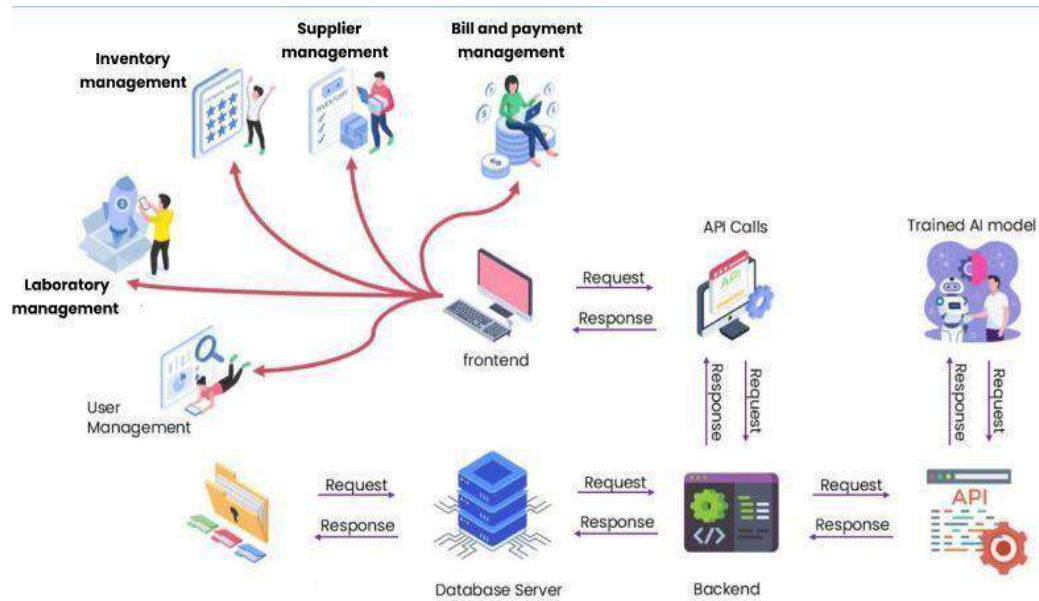 Supplier
management
Bill and payment
management
Inventory
management
INVENTORY
Laboratory
management
User
Management
frontend
Request
Response
API Calls
API
Trained AI model
Response
Request
Response
Request
Request
Response
Database Server
Request
Response
Backend
Request
Response
API